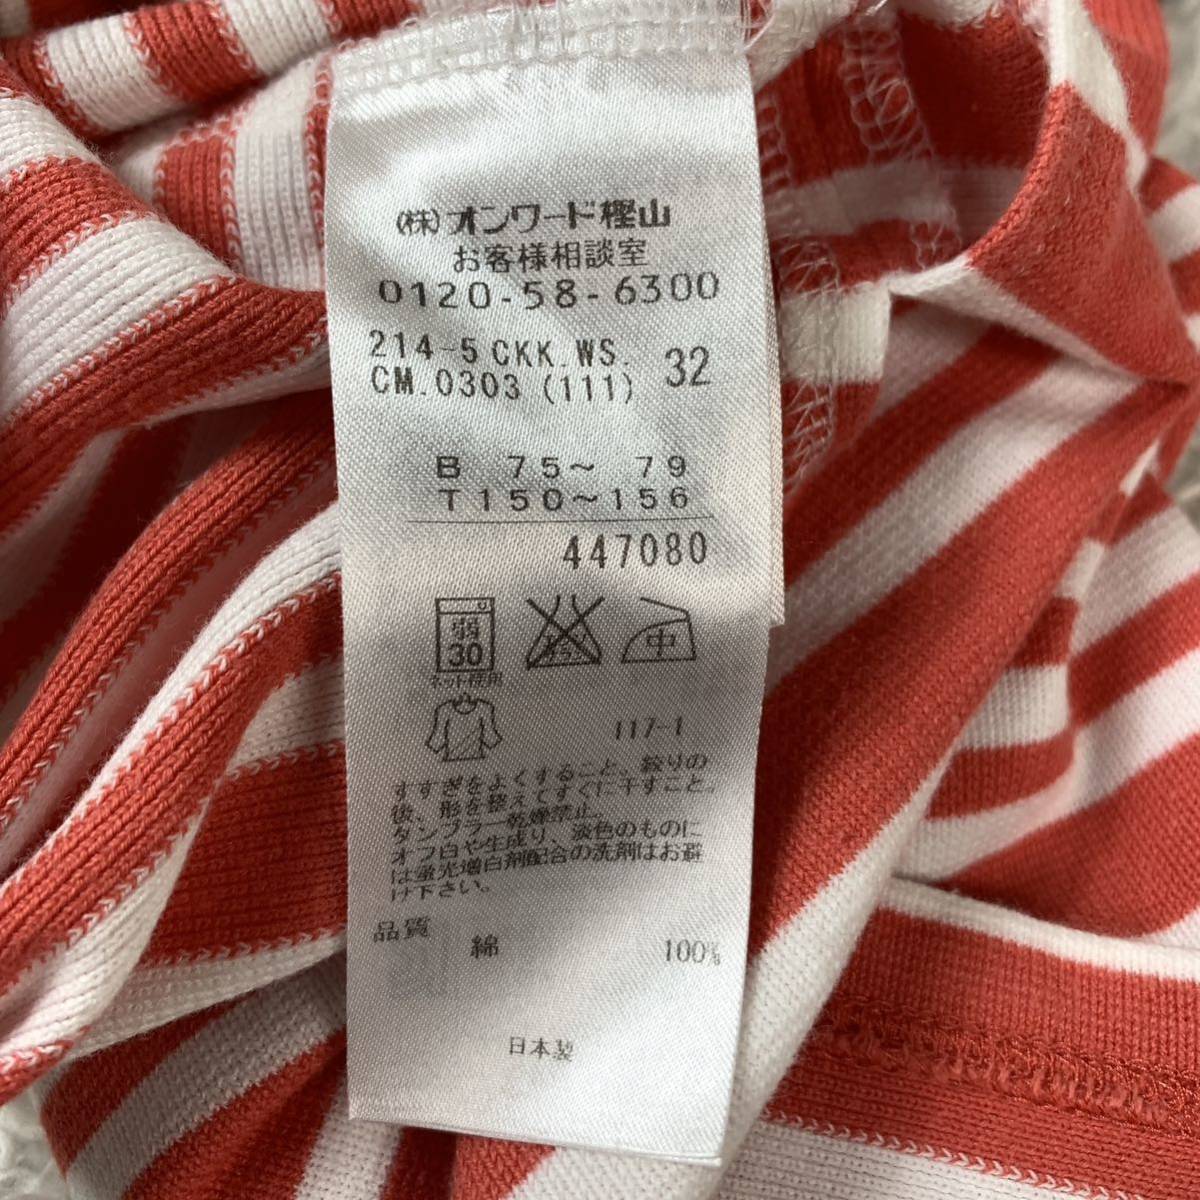 (株)オンワード樫山
お客様相談室
0120-58-6300
214-5 CKK.WS. 32
CM.0303 (111)
B 75～ 79
T150～156
447080
弱 中
30
ネット使用
117-1
すすぎをよくすること、絞りの
後、形を整えてすぐに干すこと。
タンブラー乾燥禁止。
オフ白や生成り、淡色のものに
は蛍光増白剤配合の洗剤はお避
け下さい。
品質
綿 100%
日本製